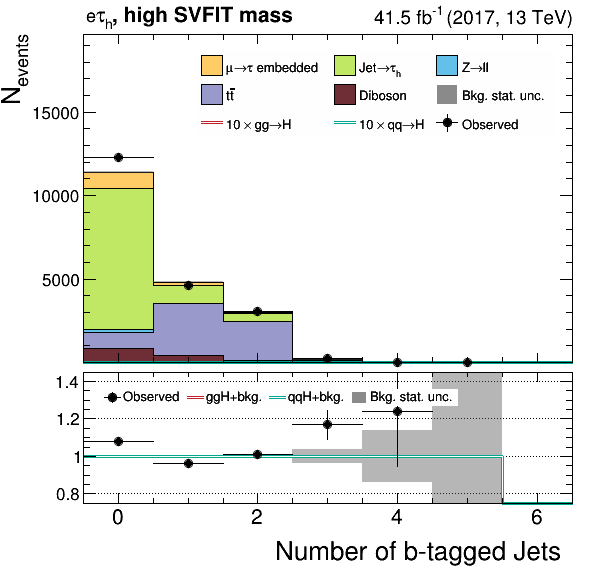 eτh, high SVFIT mass 41.5 fb⁻¹ (2017, 13 TeV)
Nevents
μ→τ embedded Jet→τh Z→ll
tt̅ Diboson Bkg. stat. unc.
10 × gg→H 10 × qq→H Observed
15000
10000
5000
1.4
Observed ggH+bkg. qqH+bkg. Bkg. stat. unc.
1.2
1
0.8
0 2 4 6
Number of b-tagged Jets